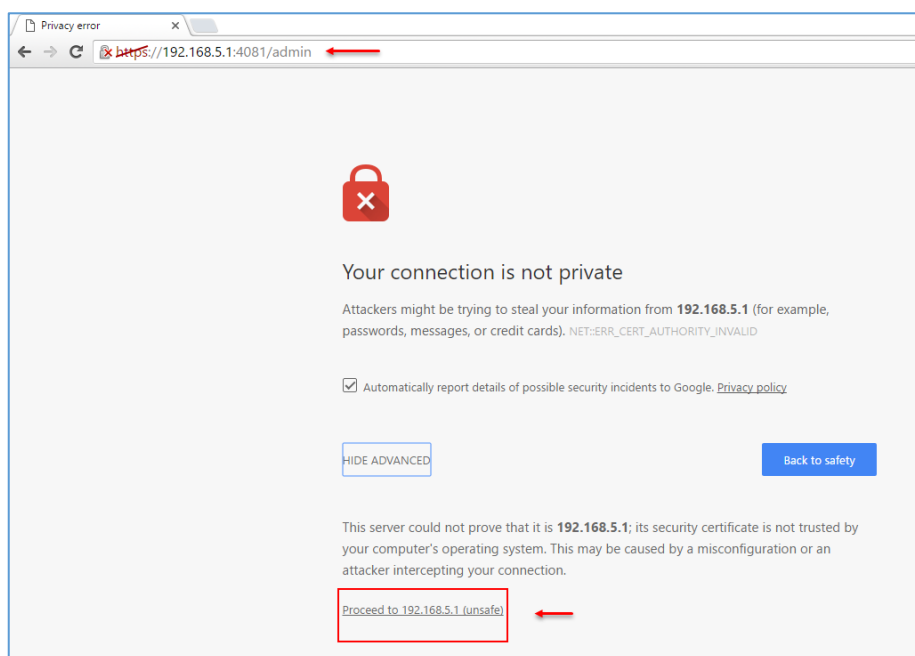 Privacy error
https://192.168.5.1:4081/admin
Your connection is not private
Attackers might be trying to steal your information from 192.168.5.1 (for example,
passwords, messages, or credit cards). NET::ERR_CERT_AUTHORITY_INVALID
Automatically report details of possible security incidents to Google. Privacy policy
HIDE ADVANCED
Back to safety
This server could not prove that it is 192.168.5.1; its security certificate is not trusted by
your computer's operating system. This may be caused by a misconfiguration or an
attacker intercepting your connection.
Proceed to 192.168.5.1 (unsafe)